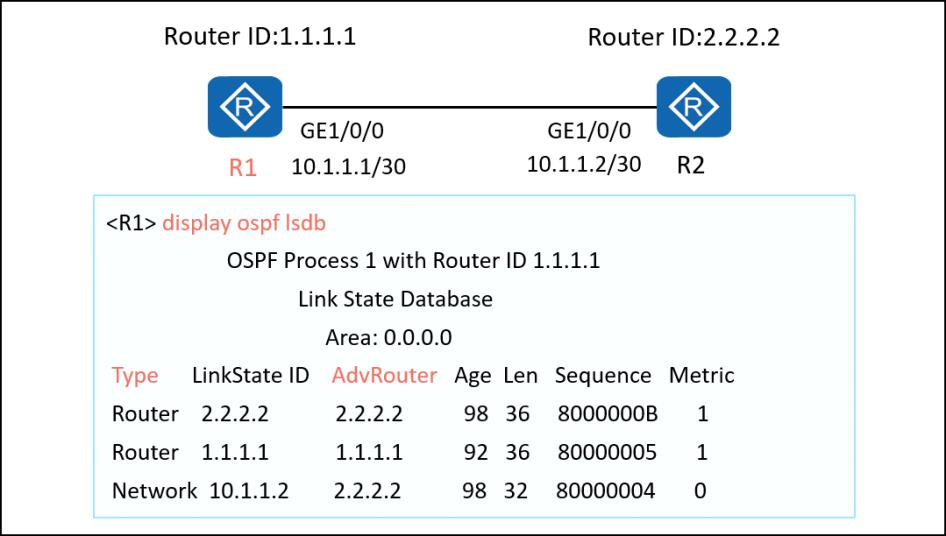 Router ID:1.1.1.1 Router ID:2.2.2.2
R R
GE1/0/0 GE1/0/0
R1 10.1.1.1/30 10.1.1.2/30 R2
<R1> display ospf lsdb
OSPF Process 1 with Router ID 1.1.1.1
Link State Database
Area: 0.0.0.0
Type LinkState ID AdvRouter Age Len Sequence Metric
Router 2.2.2.2 2.2.2.2 98 36 8000000B 1
Router 1.1.1.1 1.1.1.1 92 36 80000005 1
Network 10.1.1.2 2.2.2.2 98 32 80000004 0